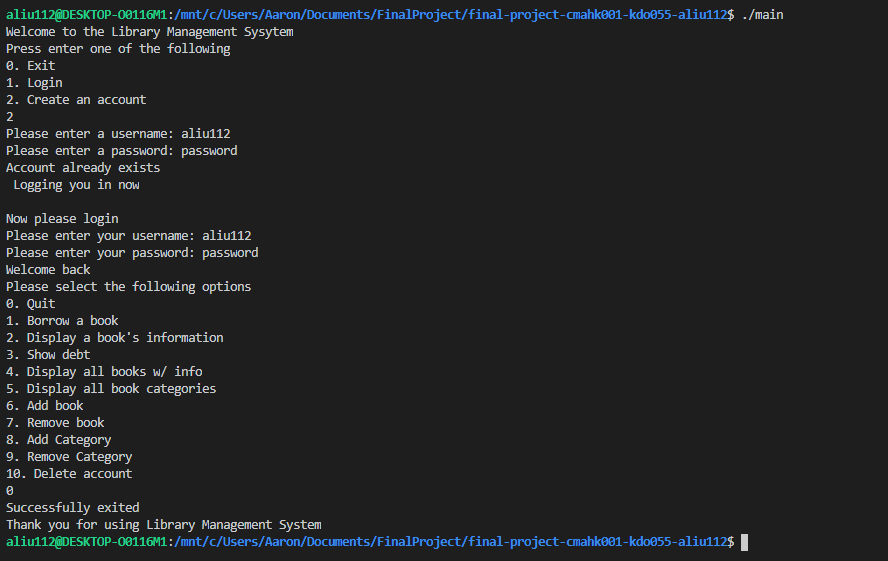 aliu112@DESKTOP-O0116M1:/mnt/c/Users/Aaron/Documents/FinalProject/final-project-cmahk001-kdo055-aliu112$ ./main
Welcome to the Library Management Sysytem
Press enter one of the following
0. Exit
1. Login
2. Create an account
2
Please enter a username: aliu112
Please enter a password: password
Account already exists
 Logging you in now

Now please login
Please enter your username: aliu112
Please enter your password: password
Welcome back
Please select the following options
0. Quit
1. Borrow a book
2. Display a book's information
3. Show debt
4. Display all books w/ info
5. Display all book categories
6. Add book
7. Remove book
8. Add Category
9. Remove Category
10. Delete account
0
Successfully exited
Thank you for using Library Management System
aliu112@DESKTOP-O0116M1:/mnt/c/Users/Aaron/Documents/FinalProject/final-project-cmahk001-kdo055-aliu112$